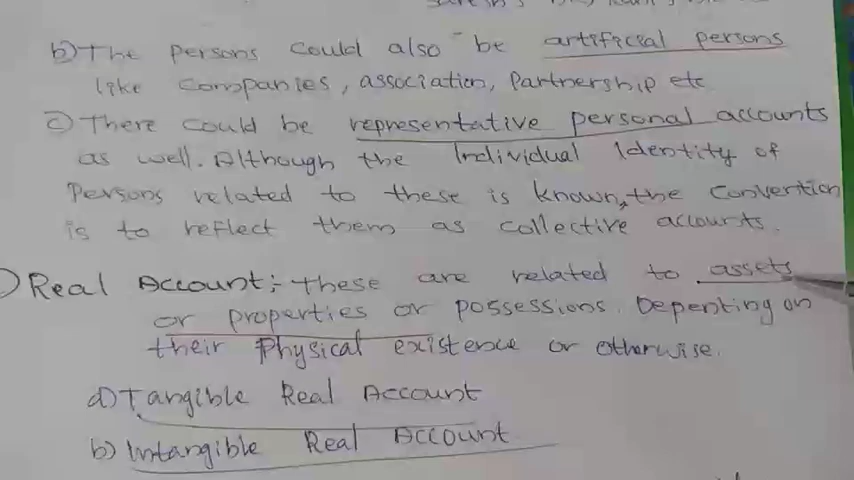 b) The persons could also be artificial persons
like companies, association, Partnership etc
c) There could be representative personal accounts
as well. Although the Individual Identity of
Persons related to these is known, the convention
is to reflect them as collective accounts.
) Real Account :- These are related to assets
or properties or possessions. Depenting on
their Physical existence or otherwise.
a) Tangible Real Account
b) Intangible Real Account